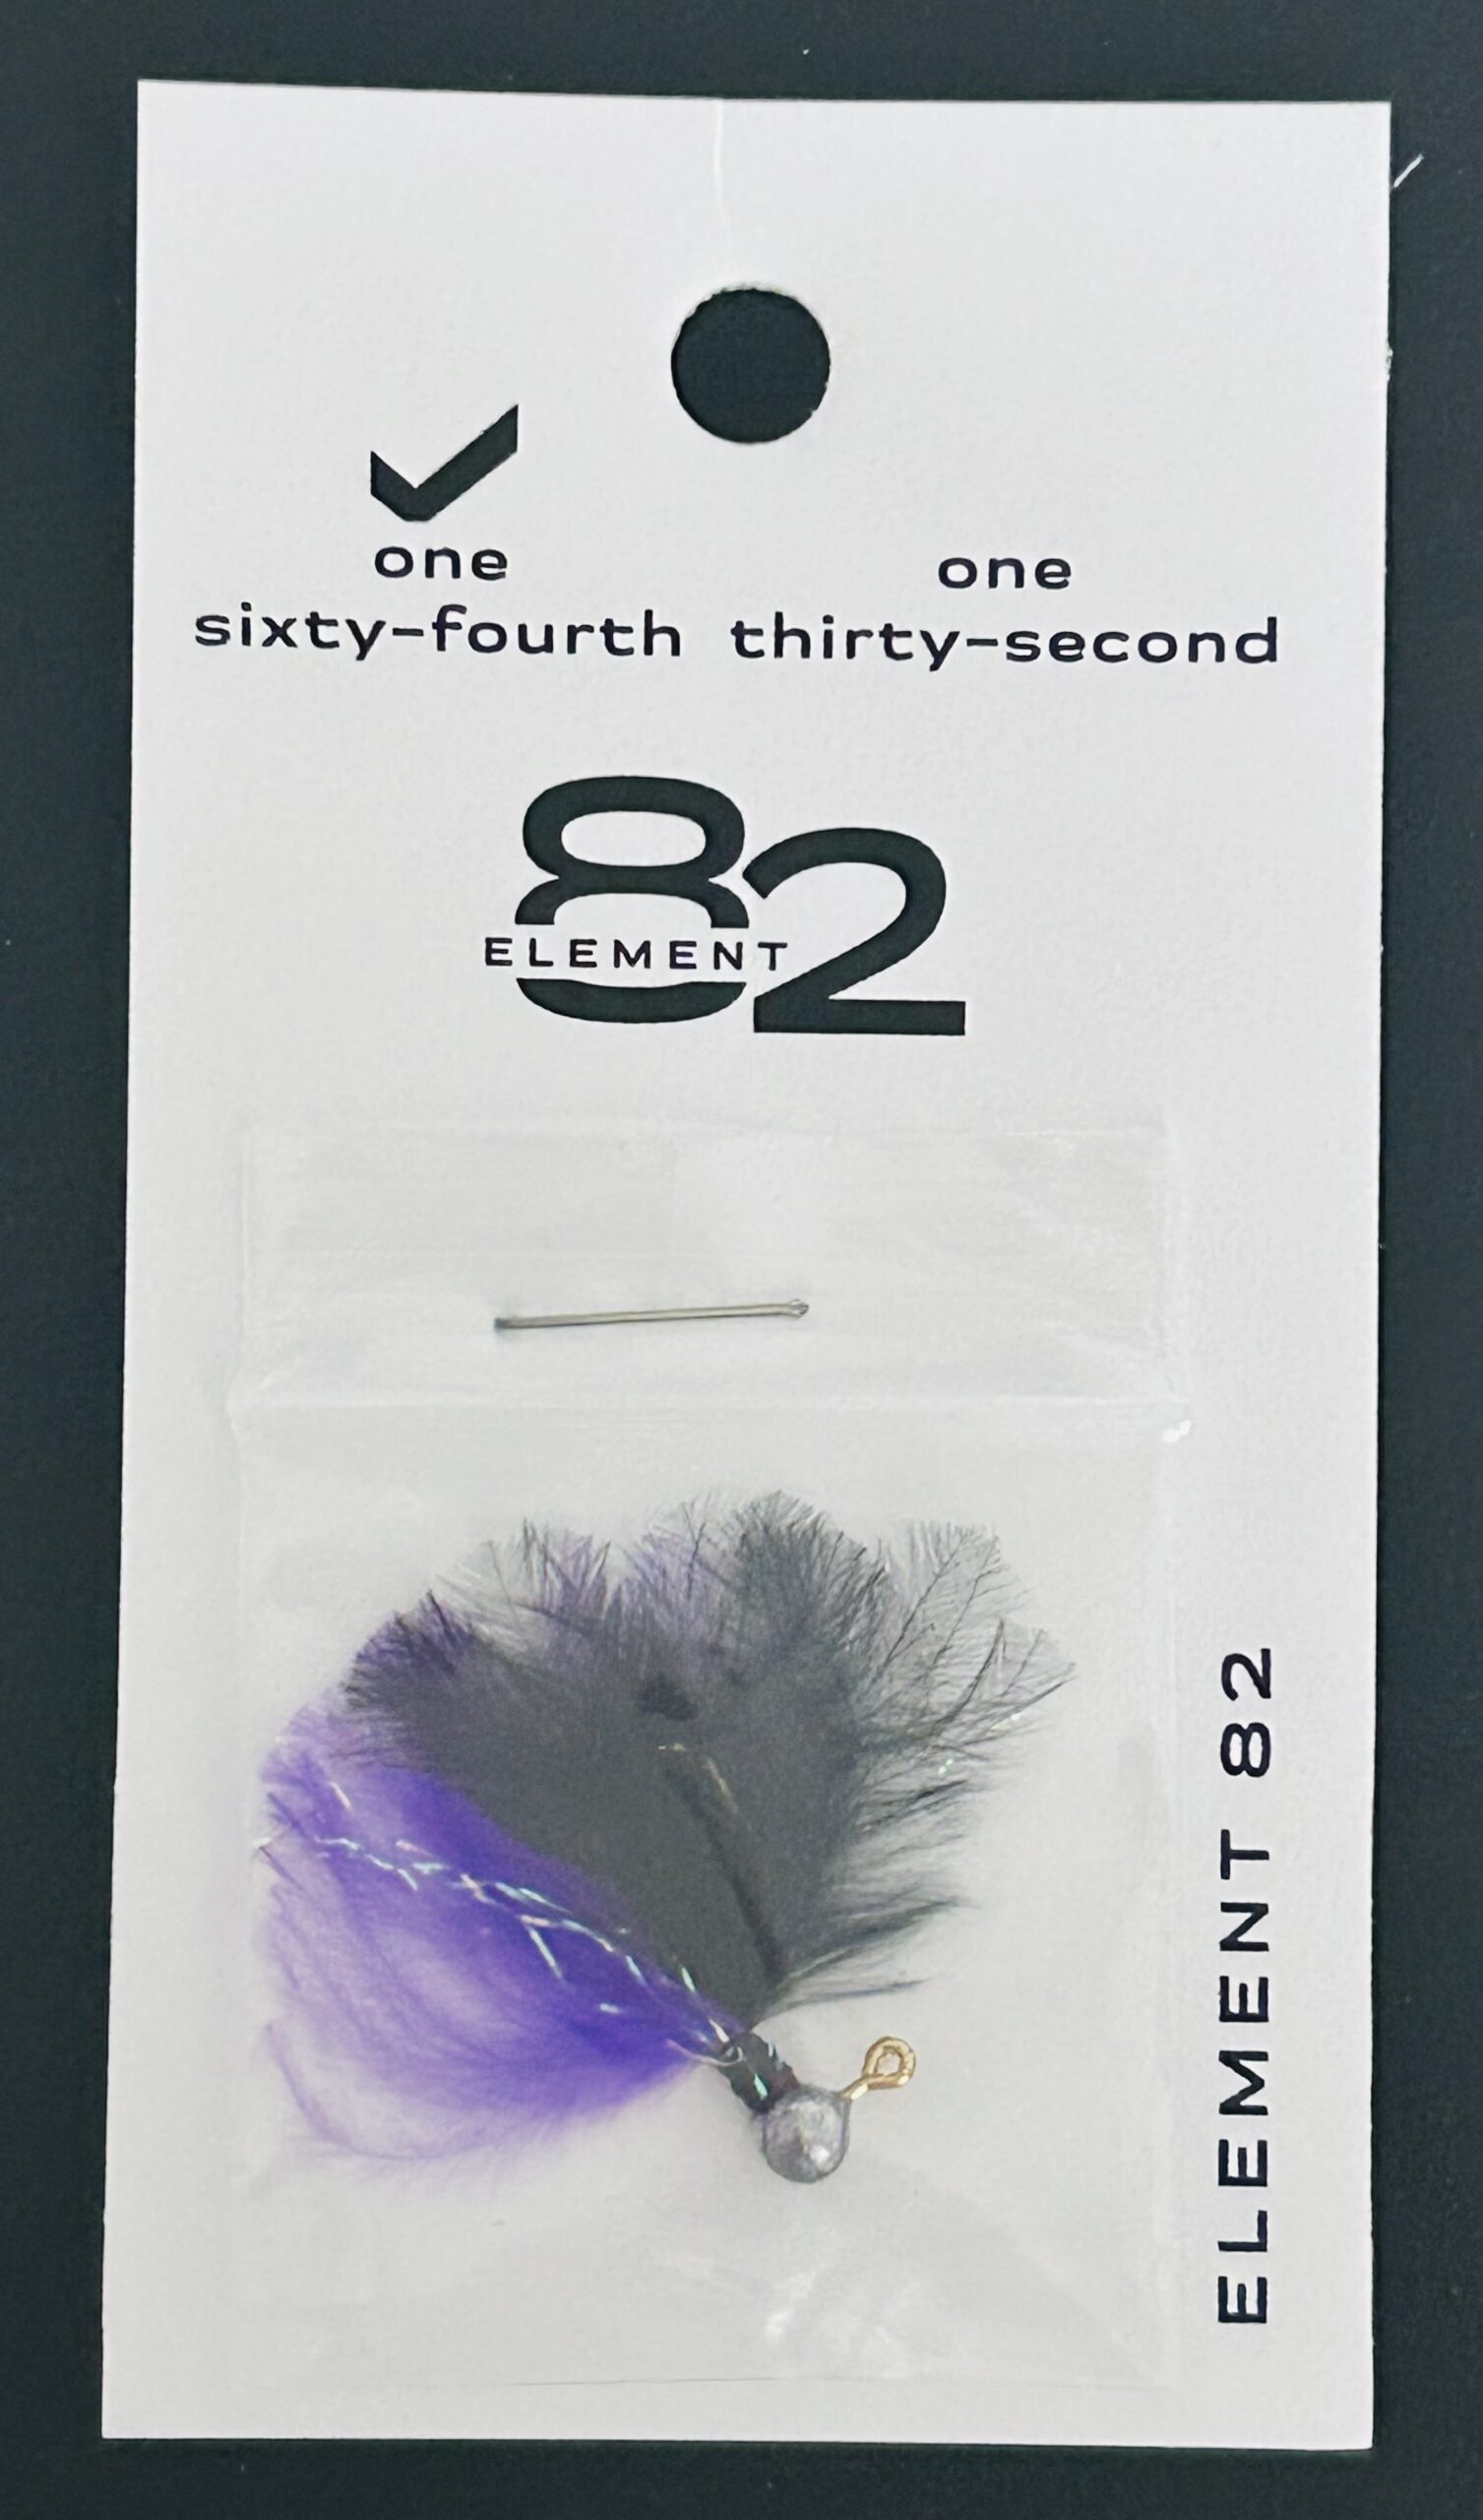 one
sixty-fourth
one
thirty-second
82
ELEMENT
ELEMENT 82